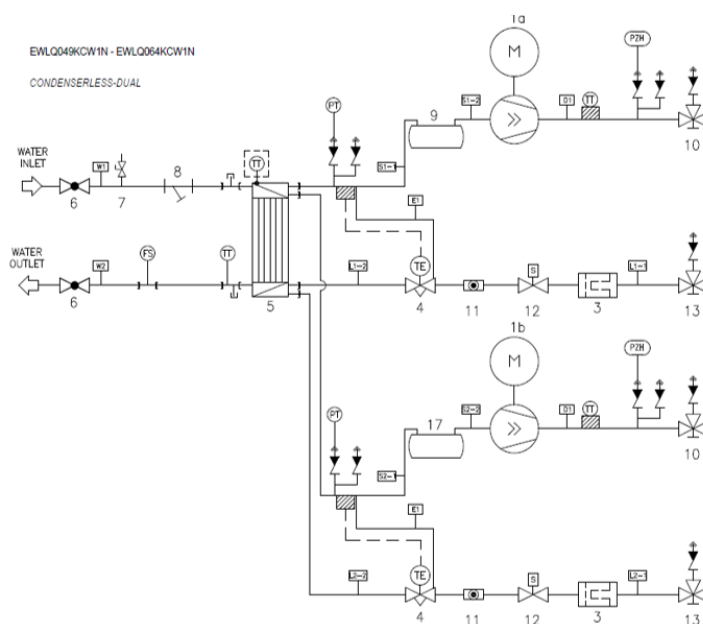 EWLQ049KCW1N - EWLQ064KCW1N
CONDENSERLESS-DUAL
1a
M
PZH
PT
S1-2
D1
TT
9
10
WATER
INLET
W1
8
TT
S1-1
6
7
E1
WATER
OUTLET
W2
FS
TT
L1-2
TE
S
L1-1
6
5
4
11
12
3
13
1b
M
PZH
PT
S2-2
D1
TT
17
10
S2-1
E1
L2-2
TE
S
L2-1
4
11
12
3
13